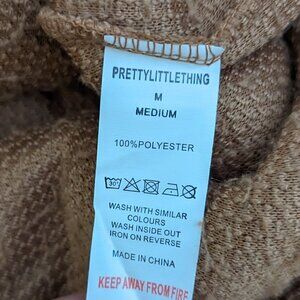 PRETTYLITTLETHING
M
MEDIUM
100%POLYESTER
30°
WASH WITH SIMILAR
COLOURS
WASH INSIDE OUT
IRON ON REVERSE
MADE IN CHINA
KEEP AWAY FROM FIRE